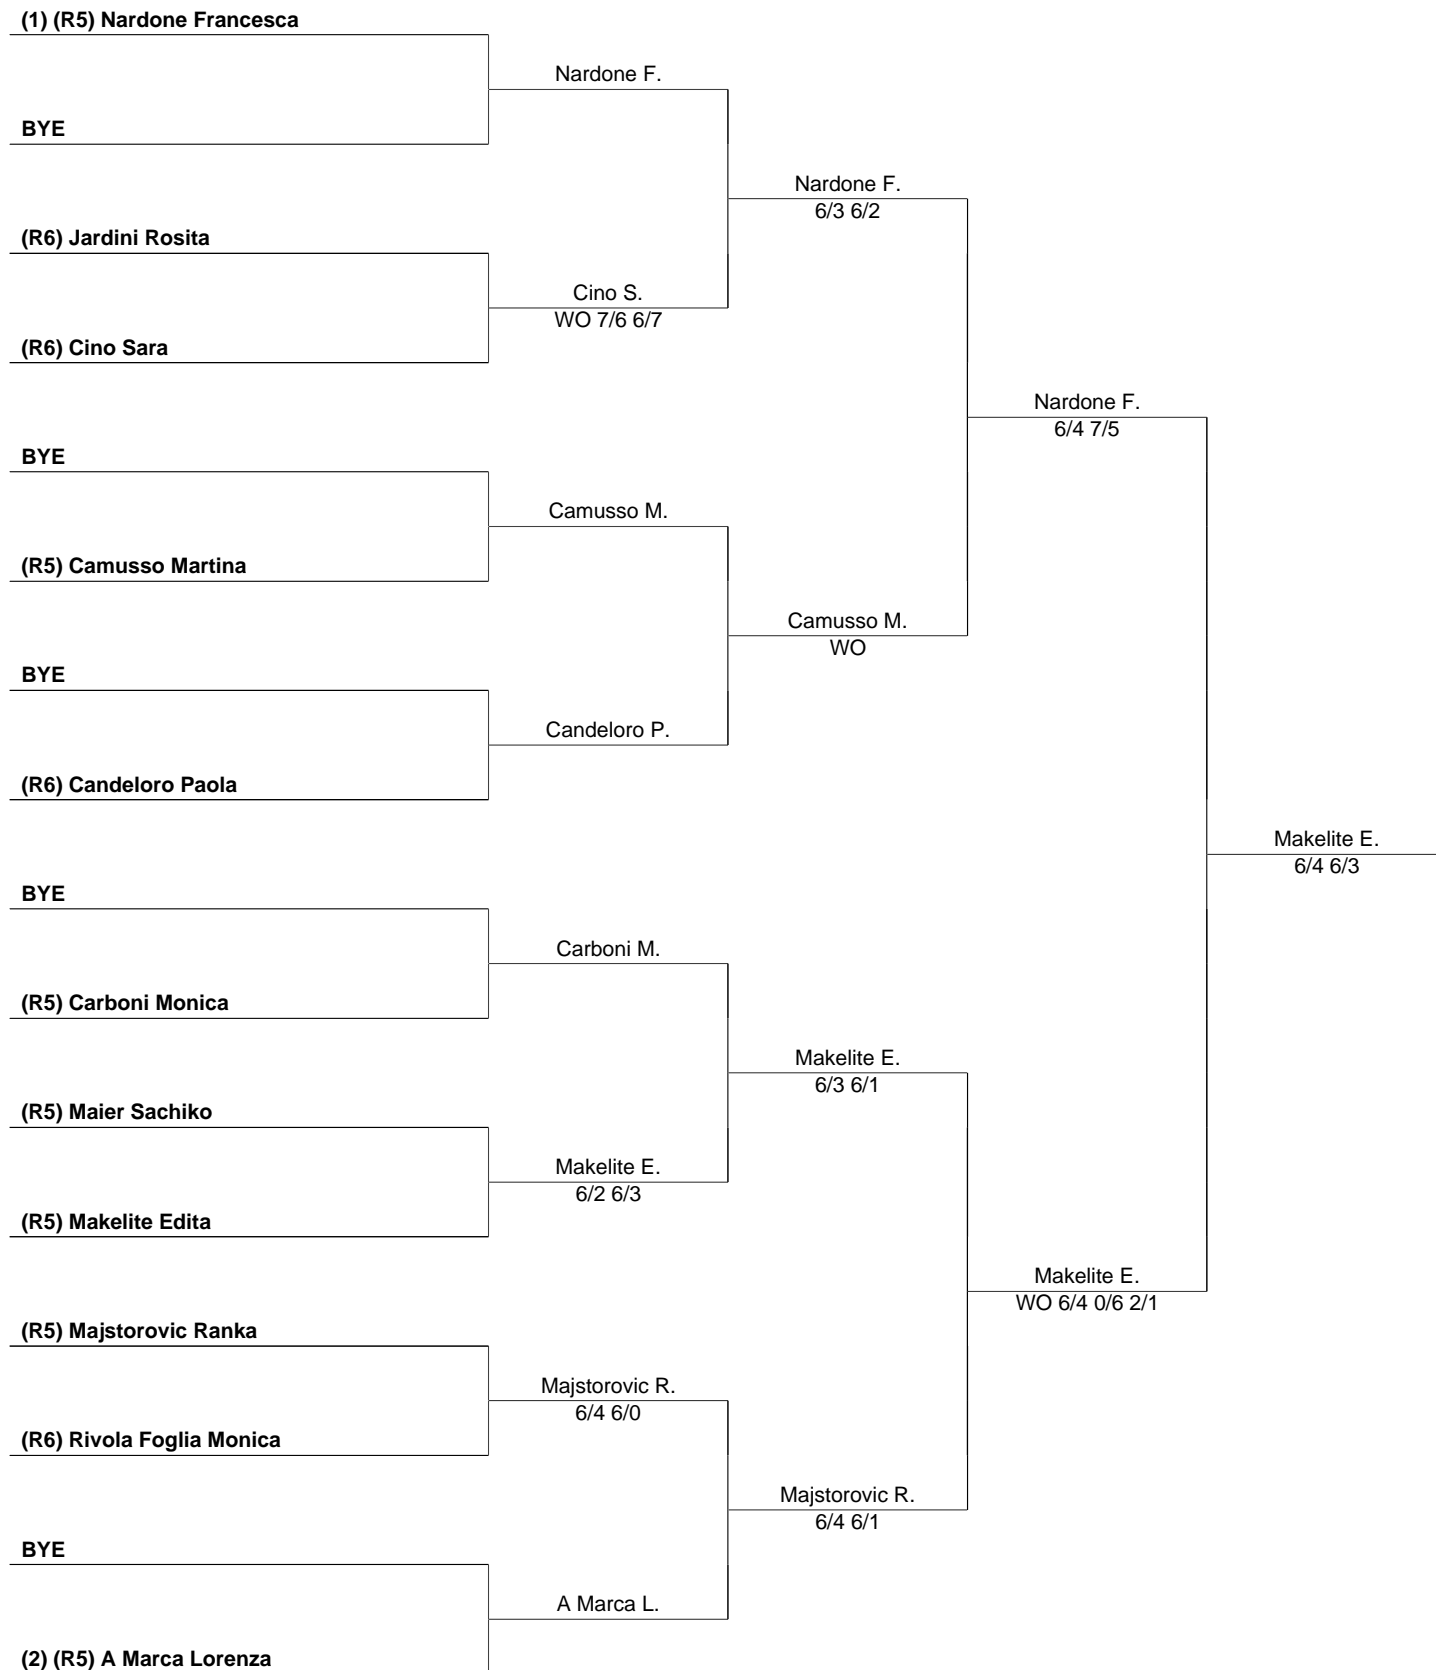 (1) (R5) Nardone Francesca
Nardone F.
BYE
Nardone F.
6/3 6/2
(R6) Jardini Rosita
Cino S.
WO 7/6 6/7
(R6) Cino Sara
Nardone F.
6/4 7/5
BYE
Camusso M.
(R5) Camusso Martina
Camusso M.
WO
BYE
Candeloro P.
(R6) Candeloro Paola
Makelite E.
6/4 6/3
BYE
Carboni M.
(R5) Carboni Monica
Makelite E.
6/3 6/1
(R5) Maier Sachiko
Makelite E.
6/2 6/3
(R5) Makelite Edita
Makelite E.
WO 6/4 0/6 2/1
(R5) Majstorovic Ranka
Majstorovic R.
6/4 6/0
(R6) Rivola Foglia Monica
Majstorovic R.
6/4 6/1
BYE
A Marca L.
(2) (R5) A Marca Lorenza